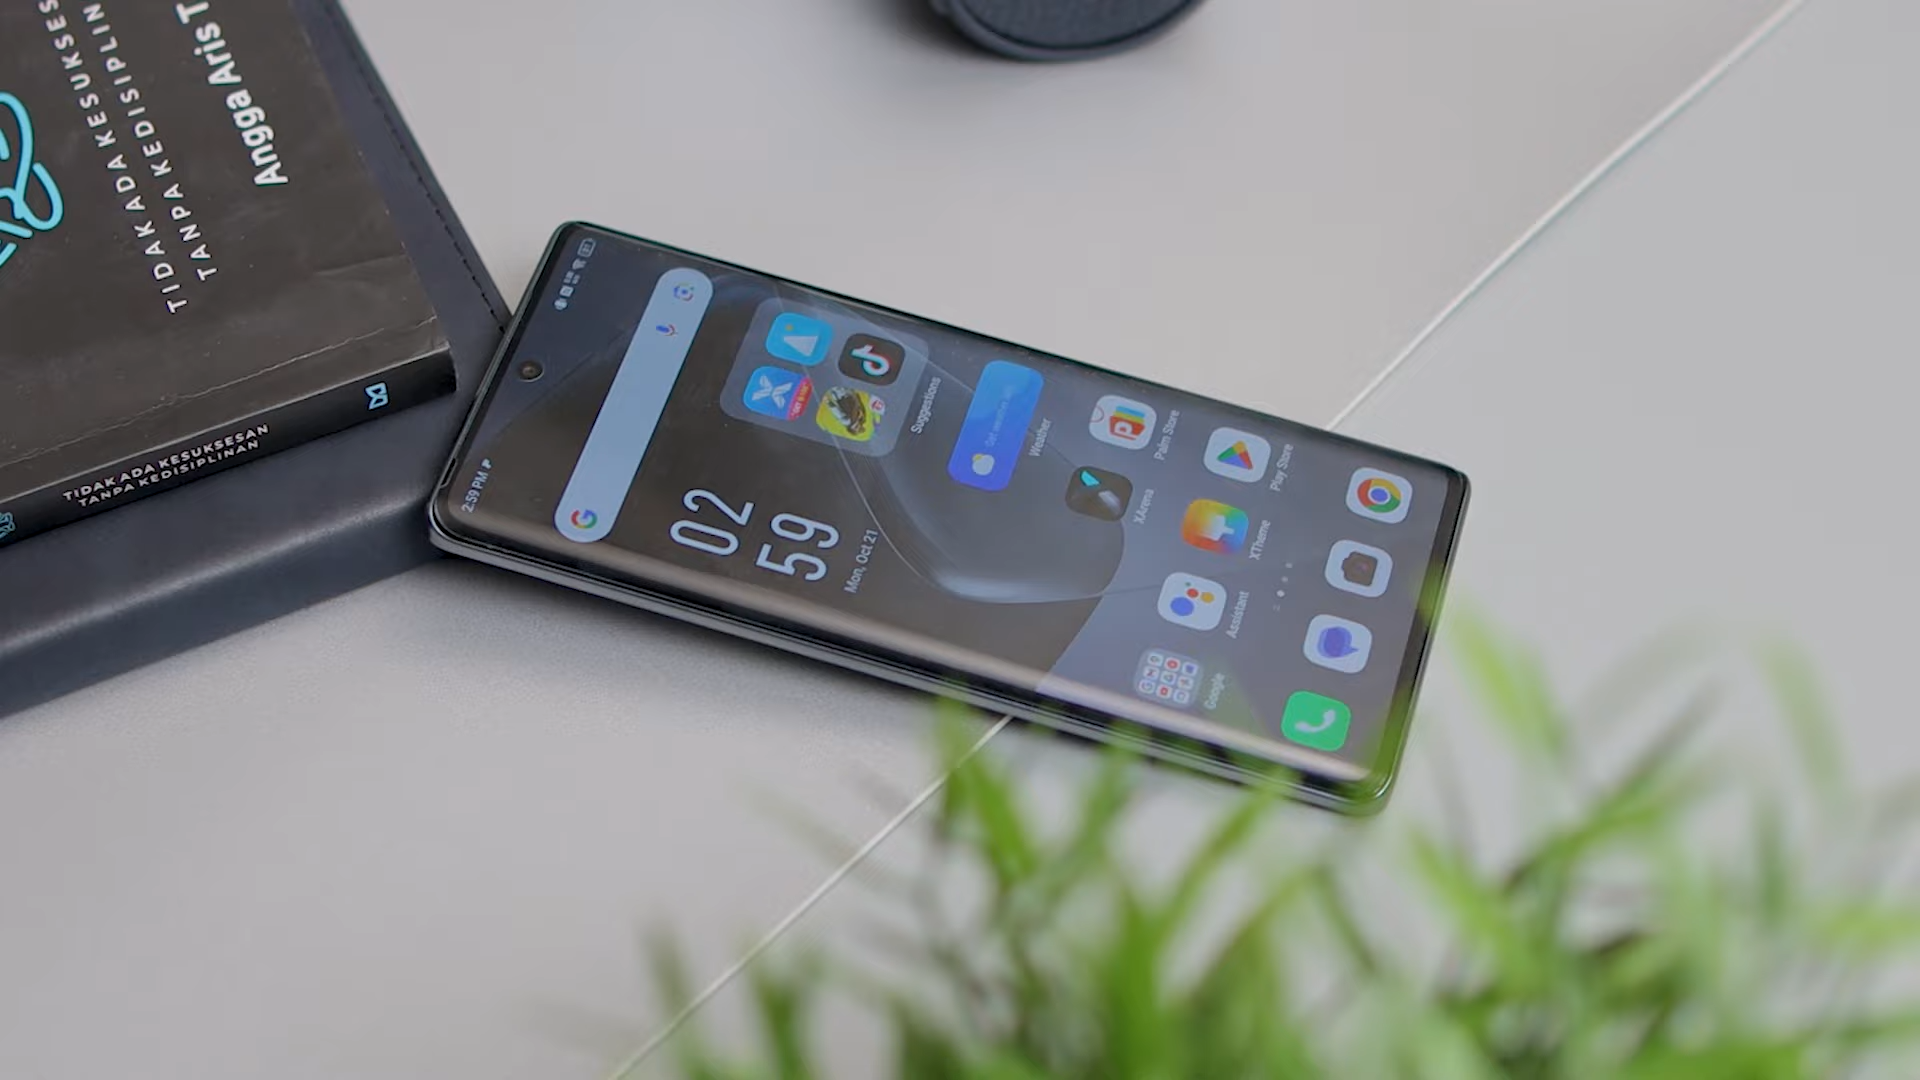 TIDAK ADA KESUKSES
TANPA KEDISIPLIN
Angga Aris T
TIDAK ADA KESUKSESAN
TANPA KEDISIPLINAN
2:59 PM
Suggestions
02
59
Mon, Oct 21
Weather
Palm Store
XArena
Play Store
XTheme
Assistant
Google